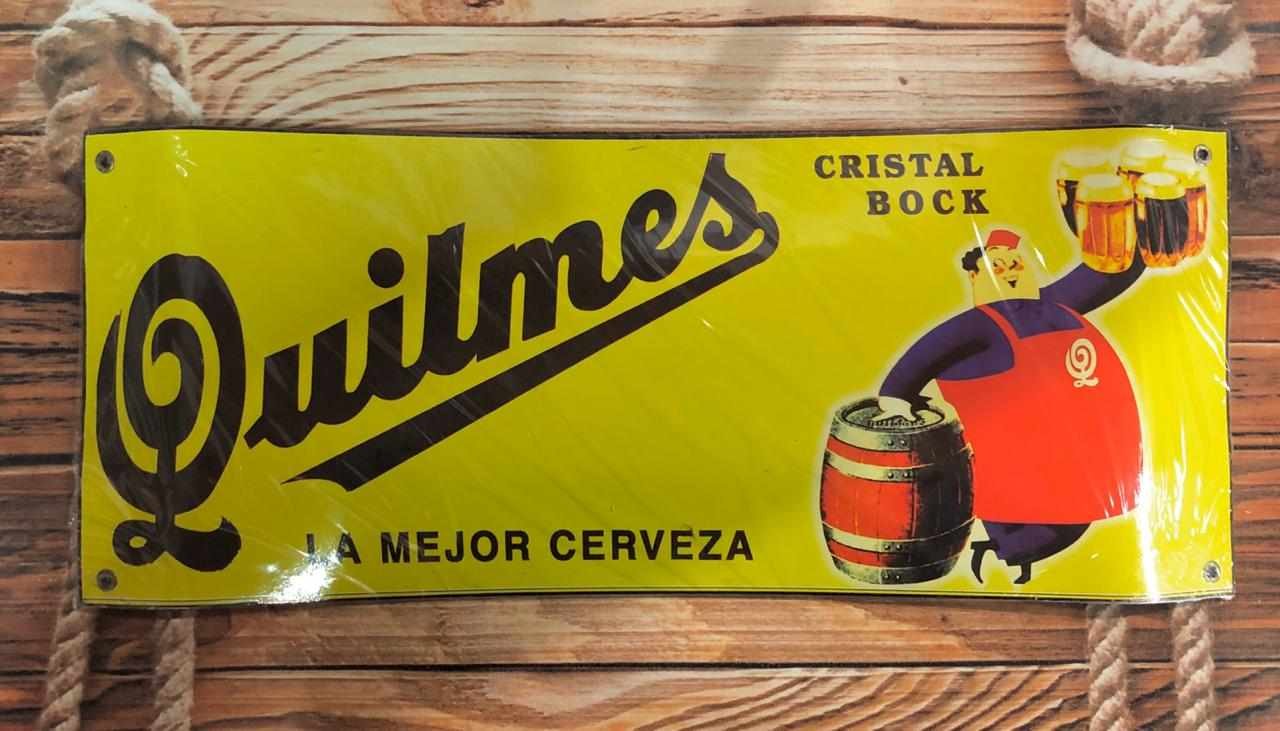 Quilmes
CRISTAL
BOCK
LA MEJOR CERVEZA
Q